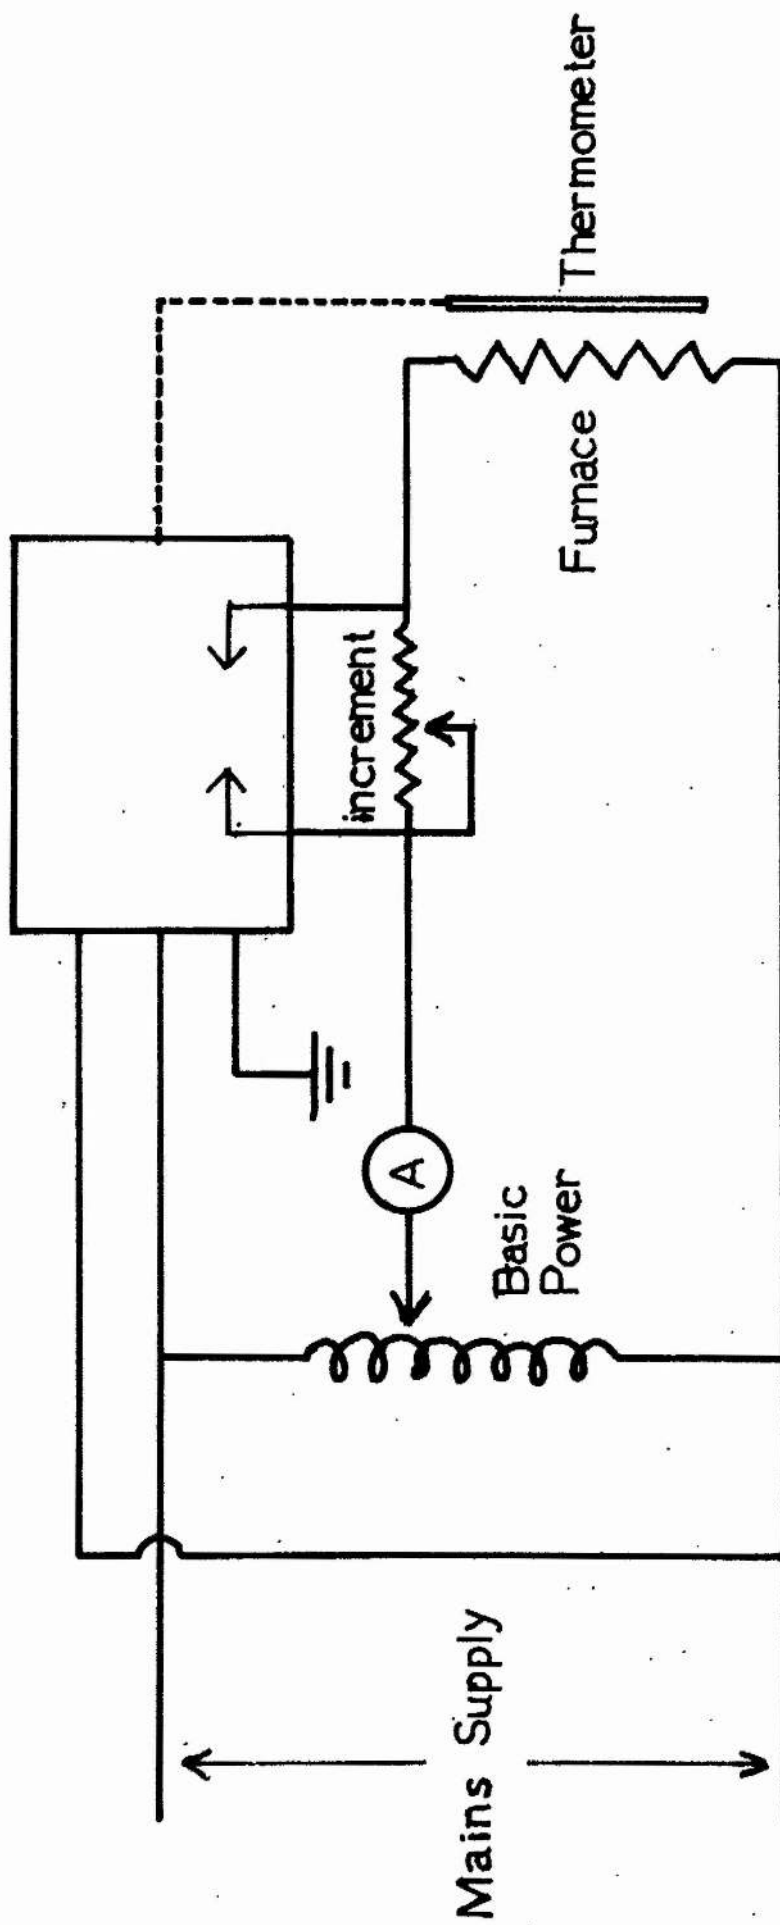 Thermometer
Furnace
increment
A
Basic
Power
Mains Supply